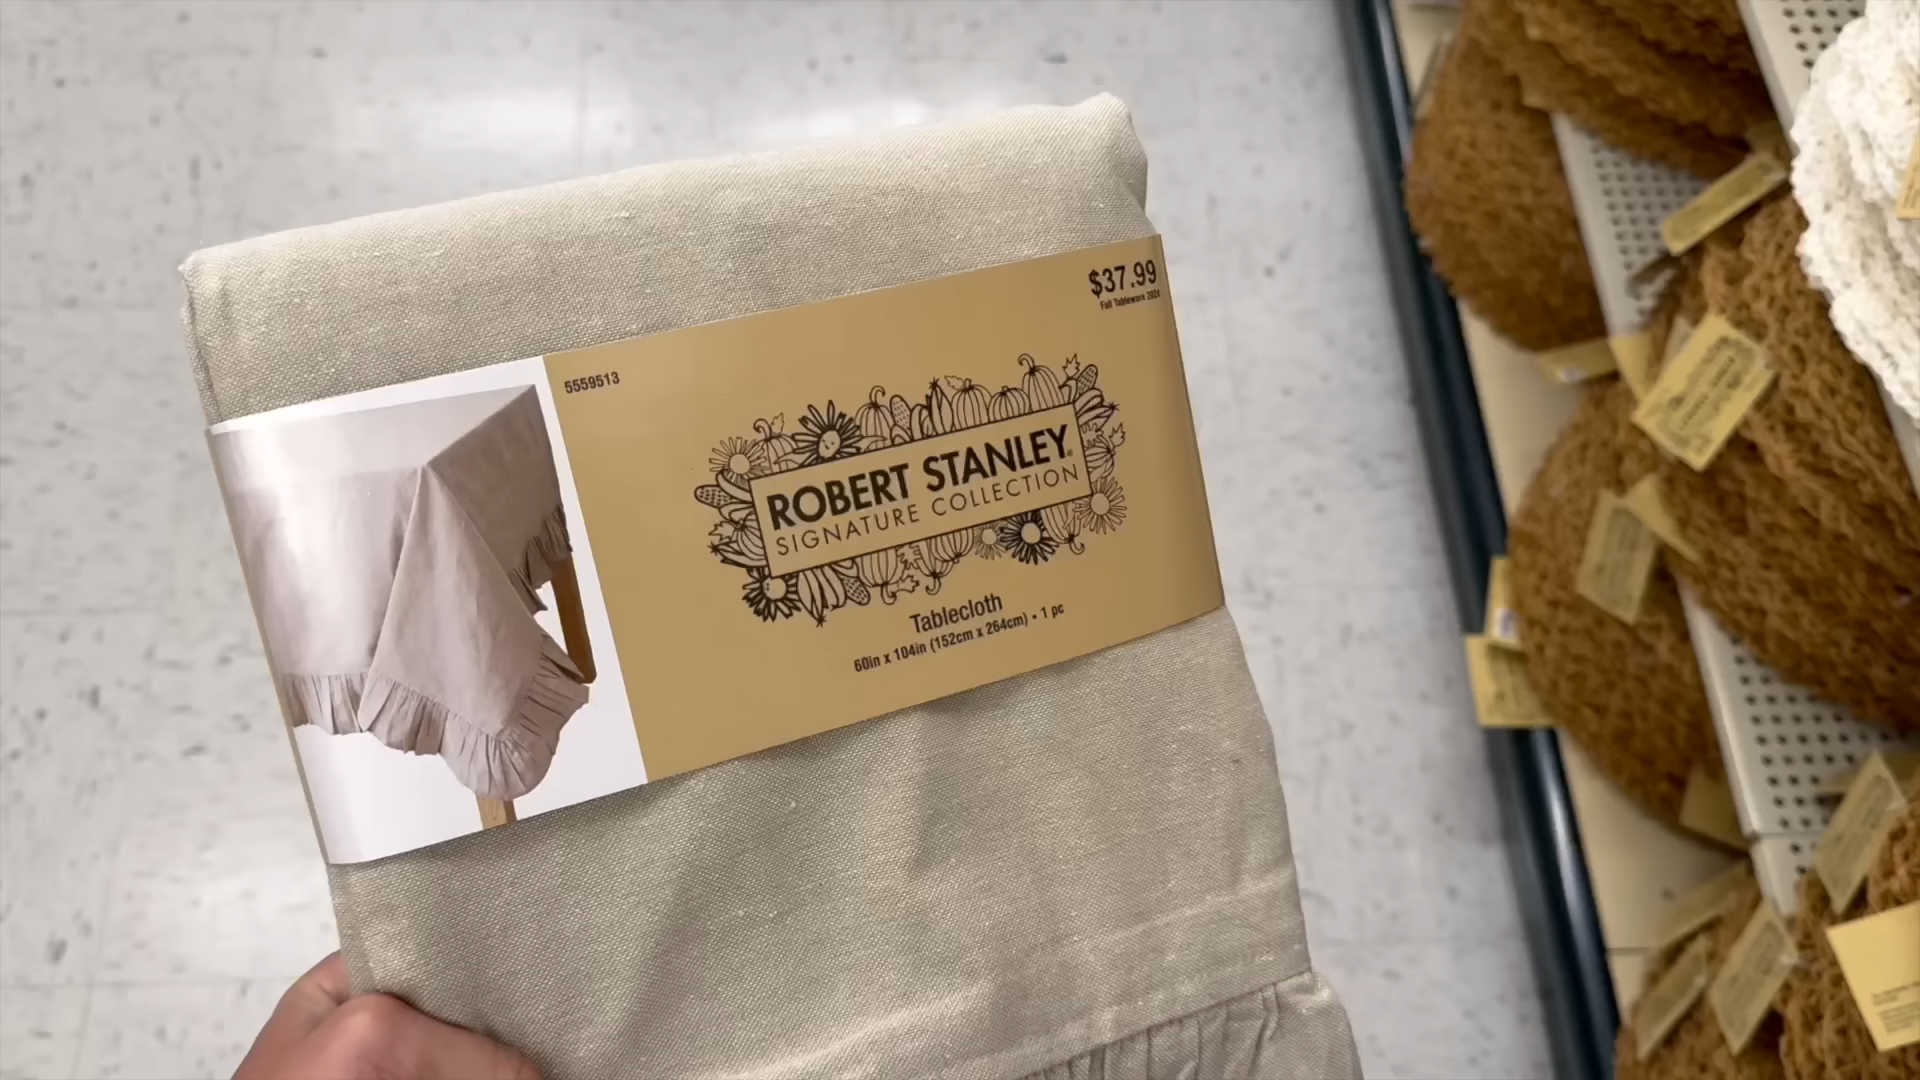 $37.99
Fall Tableware 2024
5559513
ROBERT STANLEY®
SIGNATURE COLLECTION
Tablecloth
60in x 104in (152cm x 264cm) • 1 pc